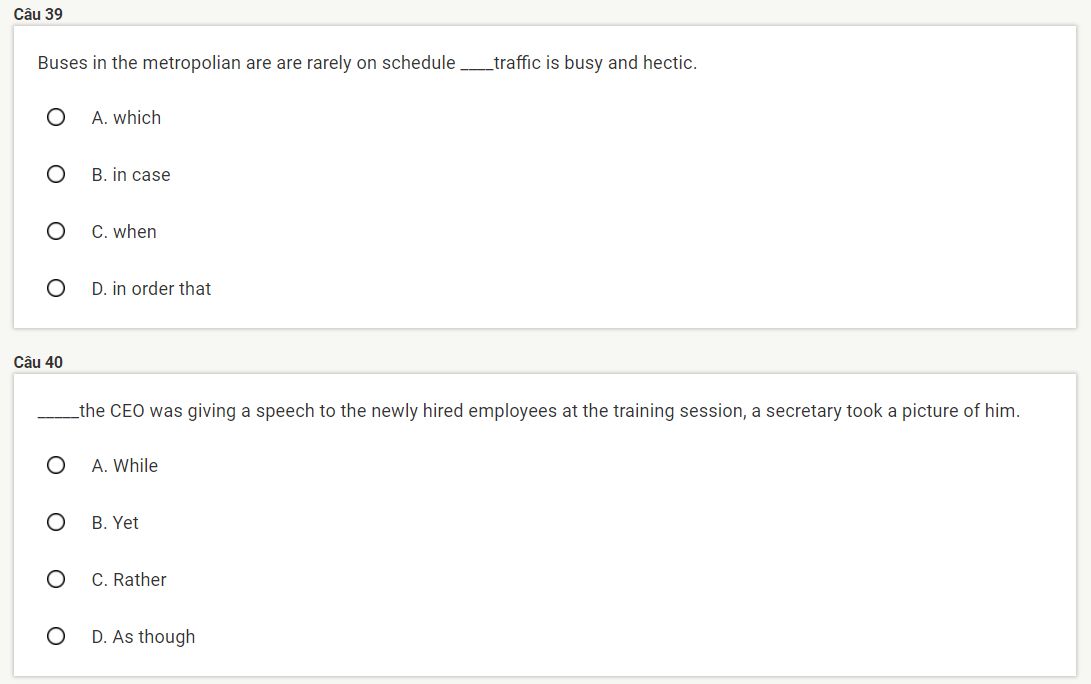 Câu 39
Buses in the metropolian are are rarely on schedule ____traffic is busy and hectic.
A. which
B. in case
C. when
D. in order that
Câu 40
_____the CEO was giving a speech to the newly hired employees at the training session, a secretary took a picture of him.
A. While
B. Yet
C. Rather
D. As though